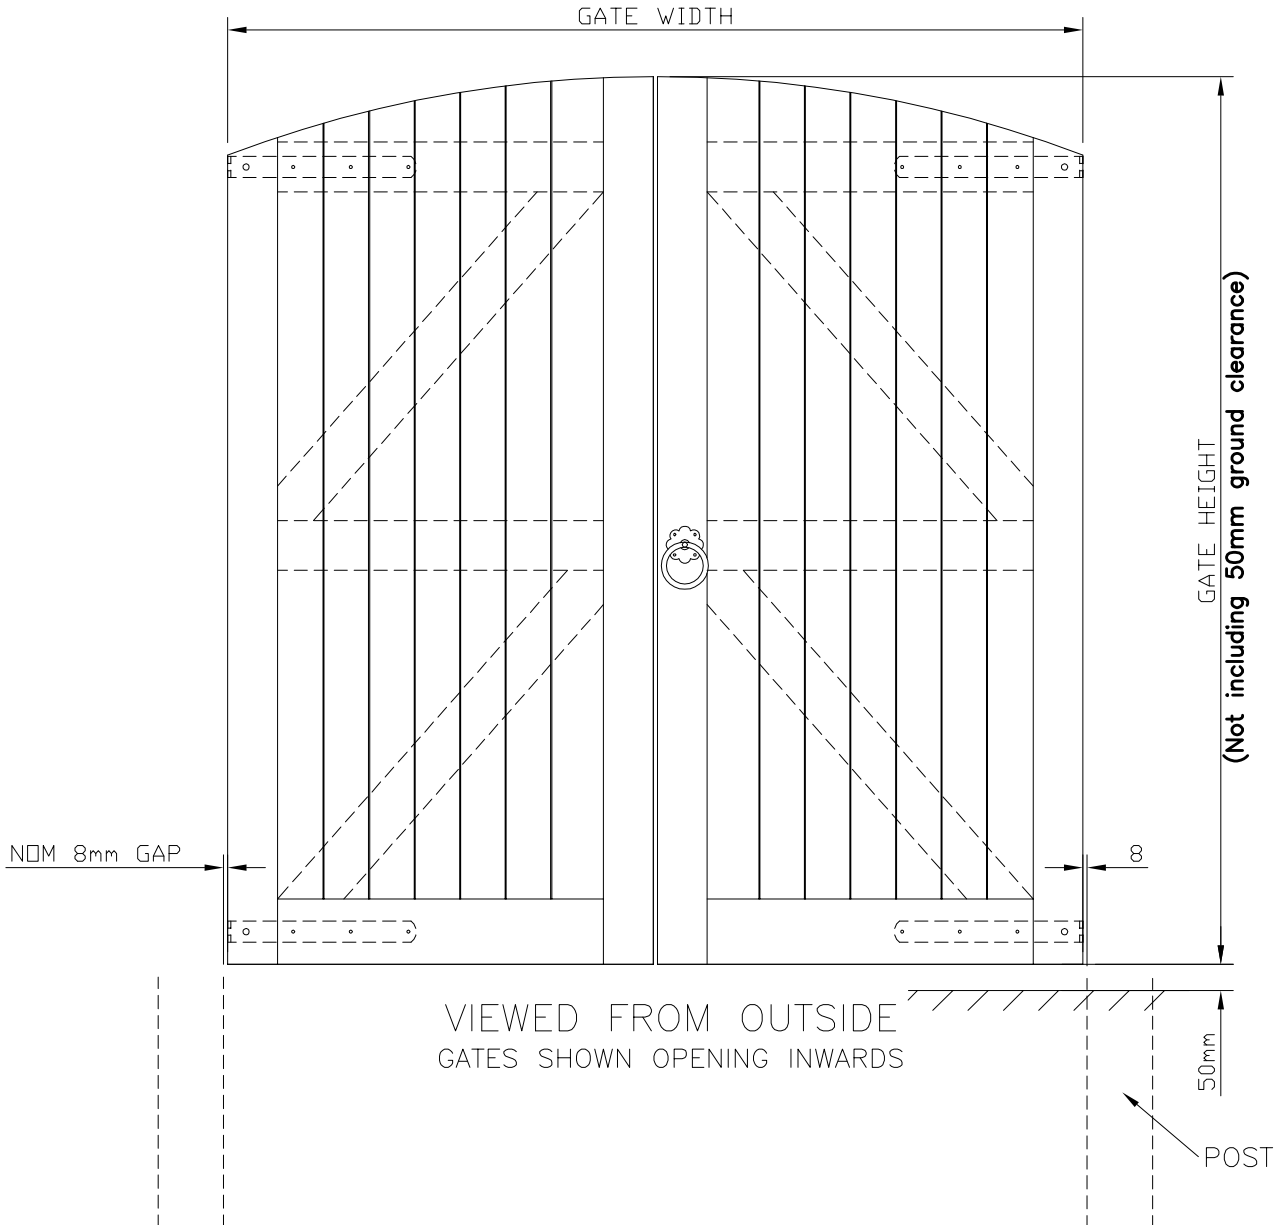 GATE WIDTH
GATE HEIGHT
(Not including 50mm ground clearance)
NOM 8mm GAP
8
VIEWED FROM OUTSIDE
GATES SHOWN OPENING INWARDS
50mm
POST